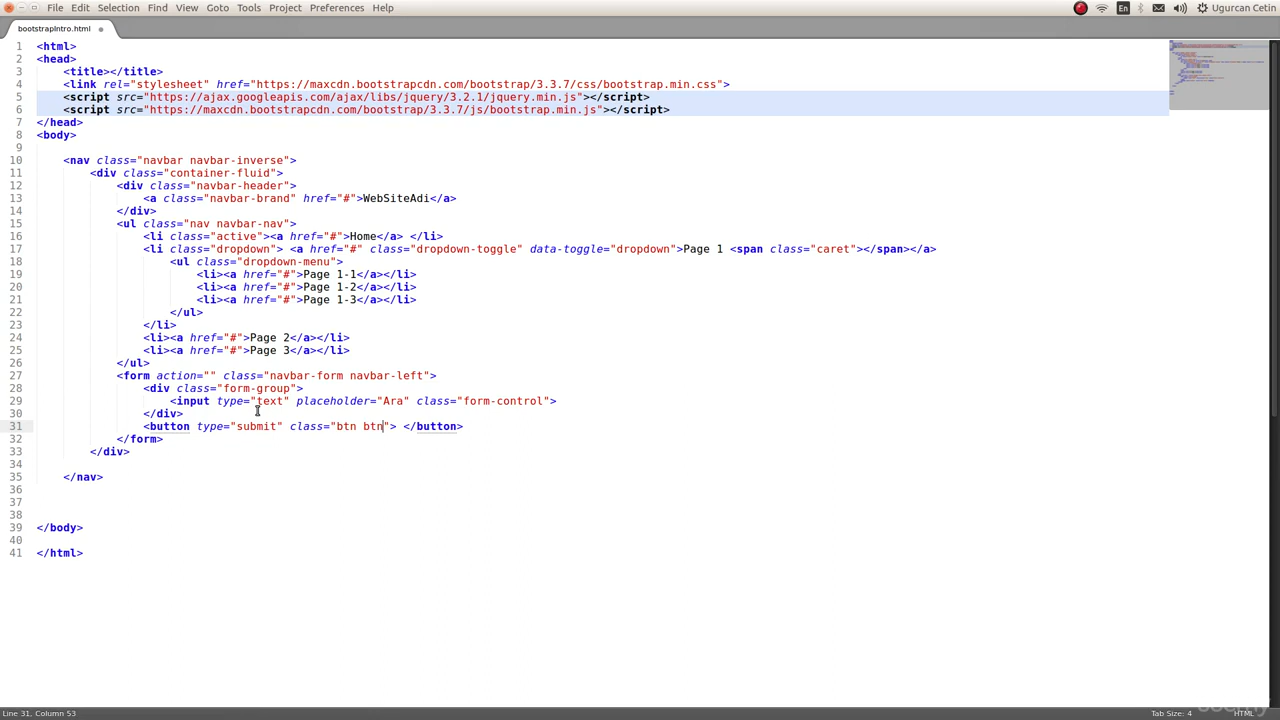 File Edit Selection Find View Goto Tools Project Preferences Help En Ugurcan Cetin
bootstrapIntro.html
1 <html>
2 <head>
3 <title></title>
4 <link rel="stylesheet" href="https://maxcdn.bootstrapcdn.com/bootstrap/3.3.7/css/bootstrap.min.css">
5 <script src="https://ajax.googleapis.com/ajax/libs/jquery/3.2.1/jquery.min.js"></script>
6 <script src="https://maxcdn.bootstrapcdn.com/bootstrap/3.3.7/js/bootstrap.min.js"></script>
7 </head>
8 <body>
9
10 <nav class="navbar navbar-inverse">
11 <div class="container-fluid">
12 <div class="navbar-header">
13 <a class="navbar-brand" href="#">WebSiteAdi</a>
14 </div>
15 <ul class="nav navbar-nav">
16 <li class="active"><a href="#">Home</a> </li>
17 <li class="dropdown"> <a href="#" class="dropdown-toggle" data-toggle="dropdown">Page 1 <span class="caret"></span></a>
18 <ul class="dropdown-menu">
19 <li><a href="#">Page 1-1</a></li>
20 <li><a href="#">Page 1-2</a></li>
21 <li><a href="#">Page 1-3</a></li>
22 </ul>
23 </li>
24 <li><a href="#">Page 2</a></li>
25 <li><a href="#">Page 3</a></li>
26 </ul>
27 <form action="" class="navbar-form navbar-left">
28 <div class="form-group">
29 <input type="text" placeholder="Ara" class="form-control">
30 </div>
31 <button type="submit" class="btn btn"> </button>
32 </form>
33 </div>
34
35 </nav>
36
37
38
39 </body>
40
41 </html>
Line 31, Column 53 Tab Size: 4 HTML